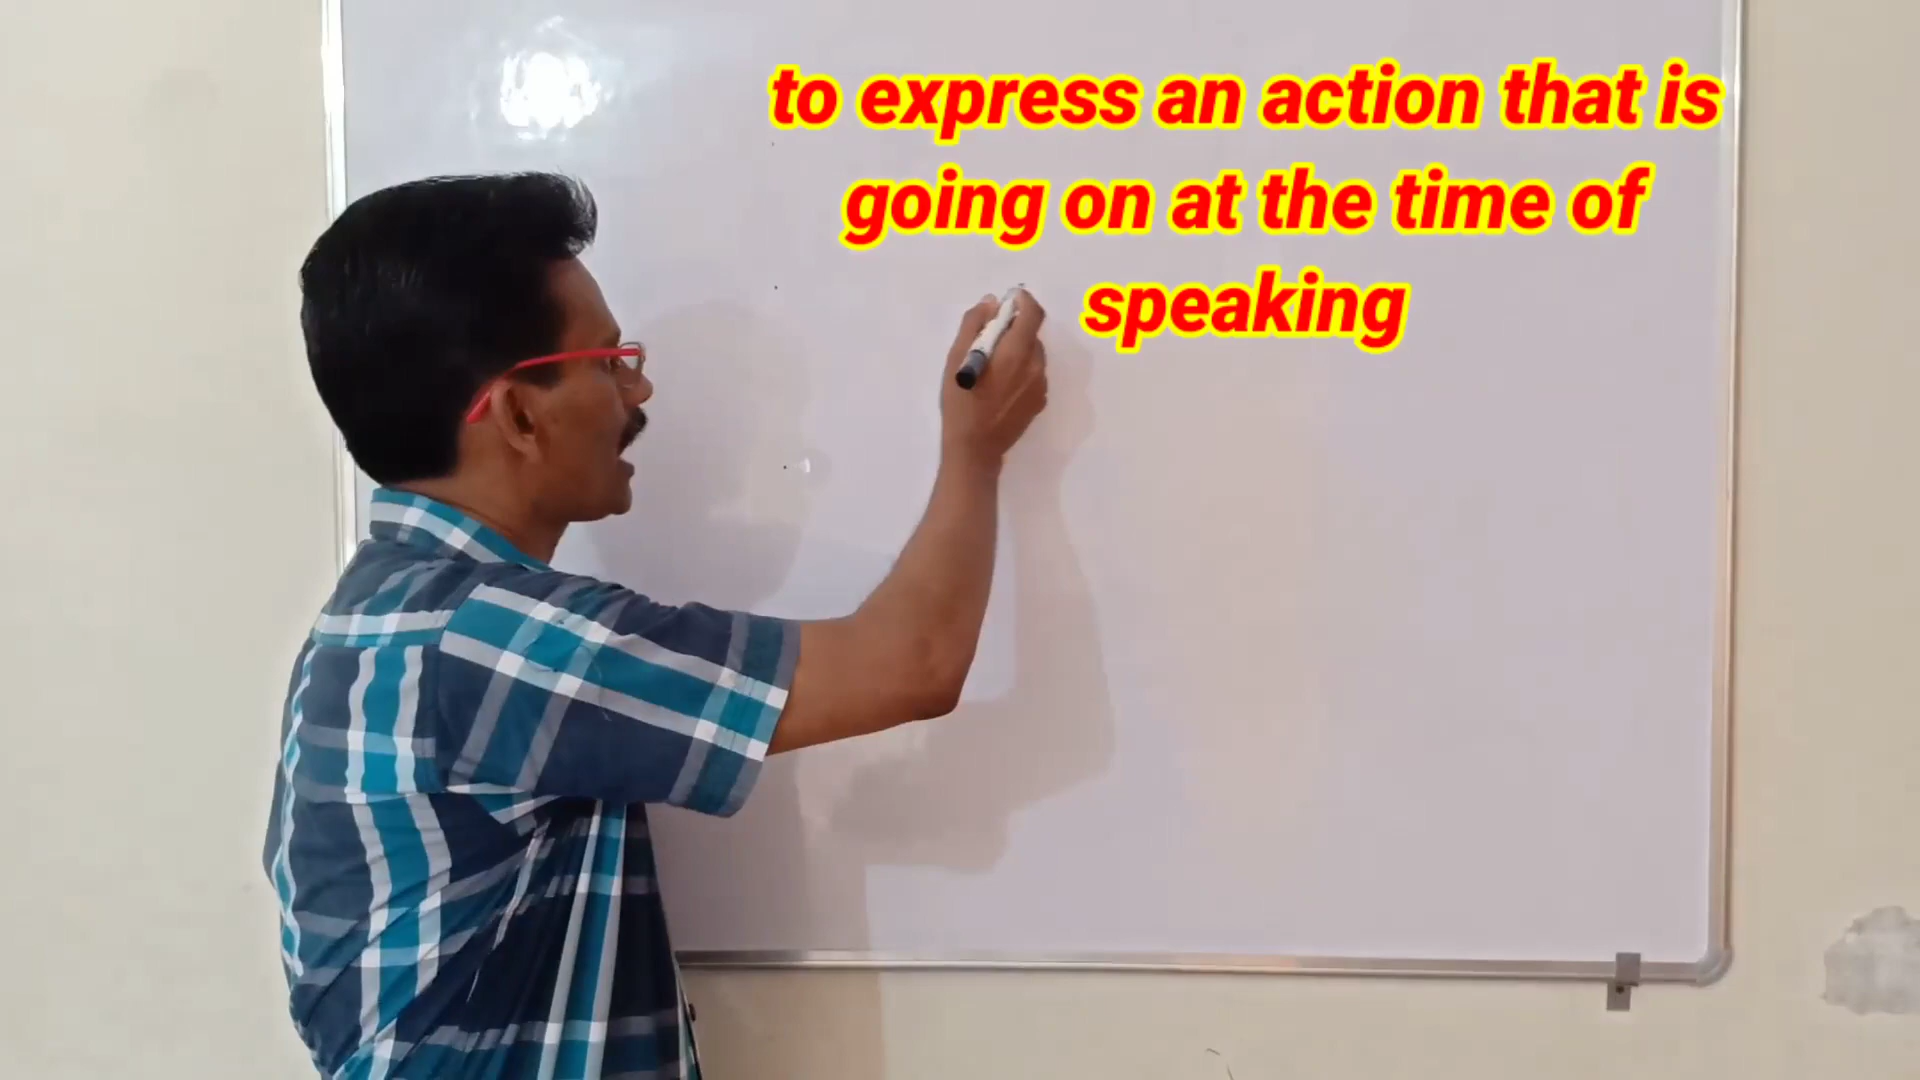 to express an action that is
going on at the time of
speaking